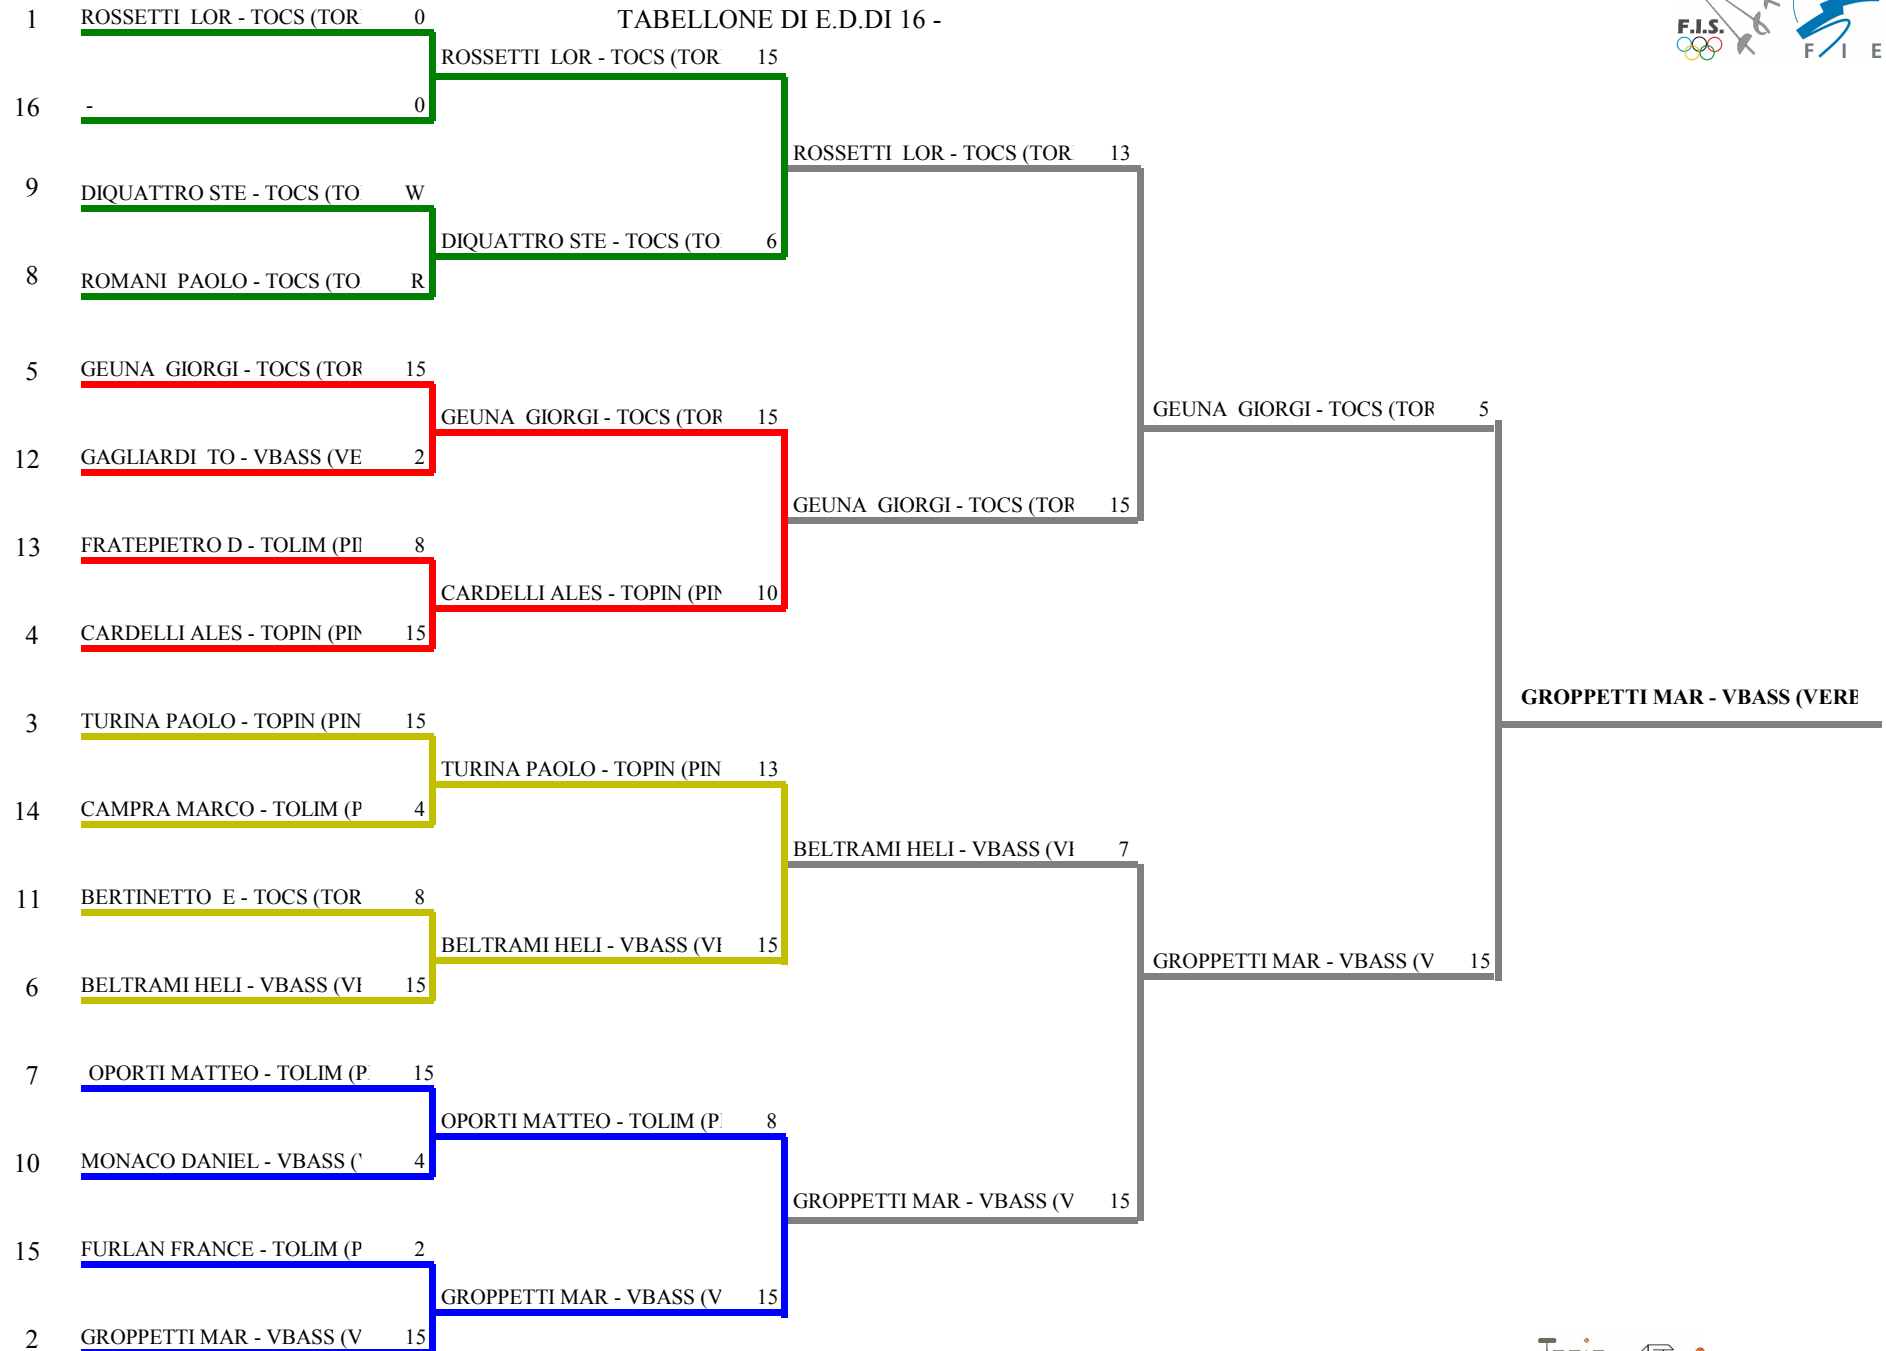 TABELLONE DI E.D.DI 16 -
F.I.S.
F I E
1 ROSSETTI LOR - TOCS (TOR 0
ROSSETTI LOR - TOCS (TOR 15
16 - 0
ROSSETTI LOR - TOCS (TOR 13
9 DIQUATTRO STE - TOCS (TO W
DIQUATTRO STE - TOCS (TO 6
8 ROMANI PAOLO - TOCS (TO R
5 GEUNA GIORGI - TOCS (TOR 15
GEUNA GIORGI - TOCS (TOR 15
GEUNA GIORGI - TOCS (TOR 5
12 GAGLIARDI TO - VBASS (VE 2
GEUNA GIORGI - TOCS (TOR 15
13 FRATEPIETRO D - TOLIM (PI 8
CARDELLI ALES - TOPIN (PIN 10
4 CARDELLI ALES - TOPIN (PIN 15
GROPPETTI MAR - VBASS (VERB
3 TURINA PAOLO - TOPIN (PIN 15
TURINA PAOLO - TOPIN (PIN 13
14 CAMPRA MARCO - TOLIM (P 4
BELTRAMI HELI - VBASS (VE 7
11 BERTINETTO E - TOCS (TOR 8
BELTRAMI HELI - VBASS (VE 15
GROPPETTI MAR - VBASS (V 15
6 BELTRAMI HELI - VBASS (VE 15
7 OPORTI MATTEO - TOLIM (P 15
OPORTI MATTEO - TOLIM (P 8
10 MONACO DANIEL - VBASS ( 4
GROPPETTI MAR - VBASS (V 15
15 FURLAN FRANCE - TOLIM (P 2
GROPPETTI MAR - VBASS (V 15
2 GROPPETTI MAR - VBASS (V 15